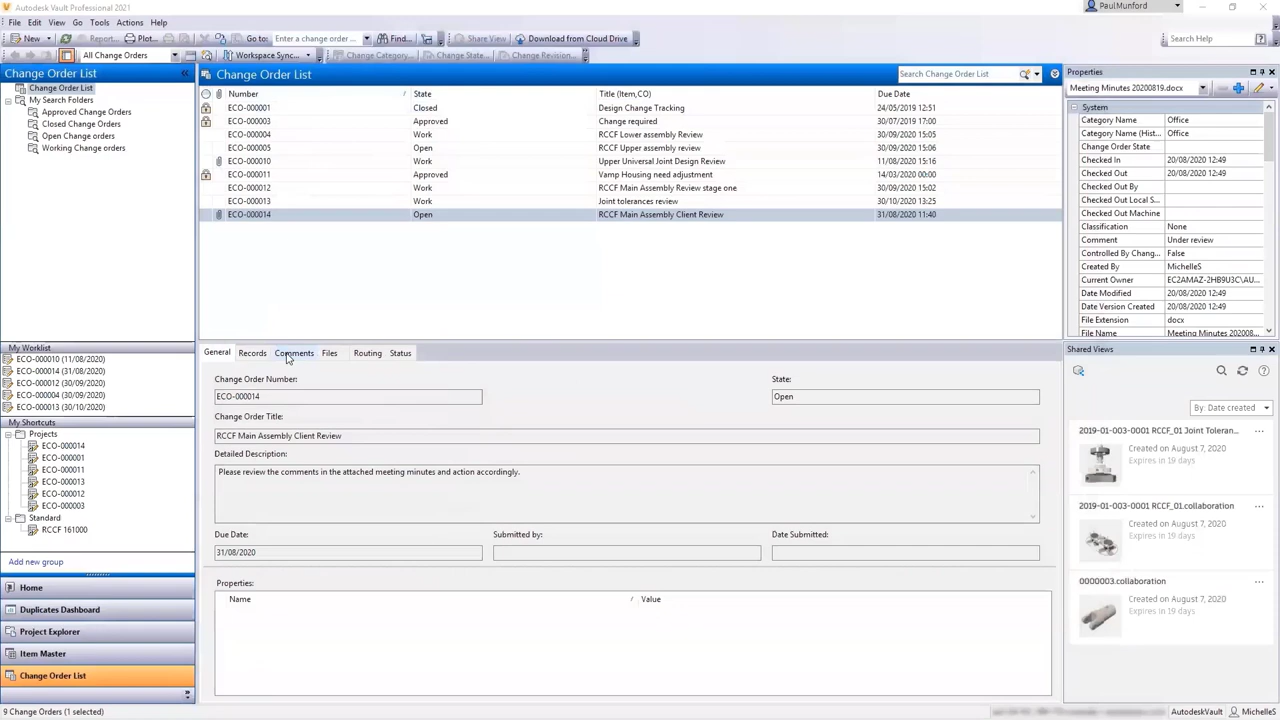 Autodesk Vault Professional 2021
PaulMunford
File Edit View Go Tools Actions Help
New Plot... Go to: Enter a change order... Find... Share View Download from Cloud Drive Search Help
All Change Orders Workspace Sync... Change Category... Change State... Change Revision...
Change Order List
Change Order List
My Search Folders
Approved Change Orders
Closed Change Orders
Open Change orders
Working Change orders
My Worklist
ECO-000010 (11/08/2020)
ECO-000014 (31/08/2020)
ECO-000012 (30/09/2020)
ECO-000004 (30/09/2020)
ECO-000013 (30/10/2020)
My Shortcuts
Projects
ECO-000014
ECO-000001
ECO-000011
ECO-000013
ECO-000012
ECO-000003
Standard
RCCF 161000
Add new group
Home
Duplicates Dashboard
Project Explorer
Item Master
Change Order List
Change Order List Search Change Order List
Number State Title (Item,CO) Due Date
ECO-000001 Closed Design Change Tracking 24/05/2019 12:51
ECO-000003 Approved Change required 30/07/2019 17:00
ECO-000004 Work RCCF Lower assembly Review 30/09/2020 15:05
ECO-000005 Open RCCF Upper assembly review 30/09/2020 15:06
ECO-000010 Work Upper Universal Joint Design Review 11/08/2020 15:16
ECO-000011 Approved Vamp Housing need adjustment 14/03/2020 00:00
ECO-000012 Work RCCF Main Assembly Review stage one 30/09/2020 15:02
ECO-000013 Work Joint tolerances review 30/10/2020 13:25
ECO-000014 Open RCCF Main Assembly Client Review 31/08/2020 11:40
General Records Comments Files Routing Status
Change Order Number: State:
ECO-000014 Open
Change Order Title:
RCCF Main Assembly Client Review
Detailed Description:
Please review the comments in the attached meeting minutes and action accordingly.
Due Date: Submitted by: Date Submitted:
31/08/2020
Properties:
Name Value
Properties
Meeting Minutes 20200819.docx
System
Category Name Office
Category Name (Hist... Office
Change Order State
Checked In 20/08/2020 12:49
Checked Out 20/08/2020 12:49
Checked Out By
Checked Out Local S...
Checked Out Machine
Classification None
Comment Under review
Controlled By Chang... False
Created By MichelleS
Current Owner EC2AMAZ-2HB9U3C\AU...
Date Modified 20/08/2020 12:49
Date Version Created 20/08/2020 12:49
File Extension docx
File Name Meeting Minutes 202008...
Shared Views
By: Date created
2019-01-003-0001 RCCF_01 Joint Toleran...
Created on August 7, 2020
Expires in 19 days
2019-01-003-0001 RCCF_01.collaboration
Created on August 7, 2020
Expires in 19 days
0000003.collaboration
Created on August 7, 2020
Expires in 19 days
9 Change Orders (1 selected) AutodeskVault MichelleS